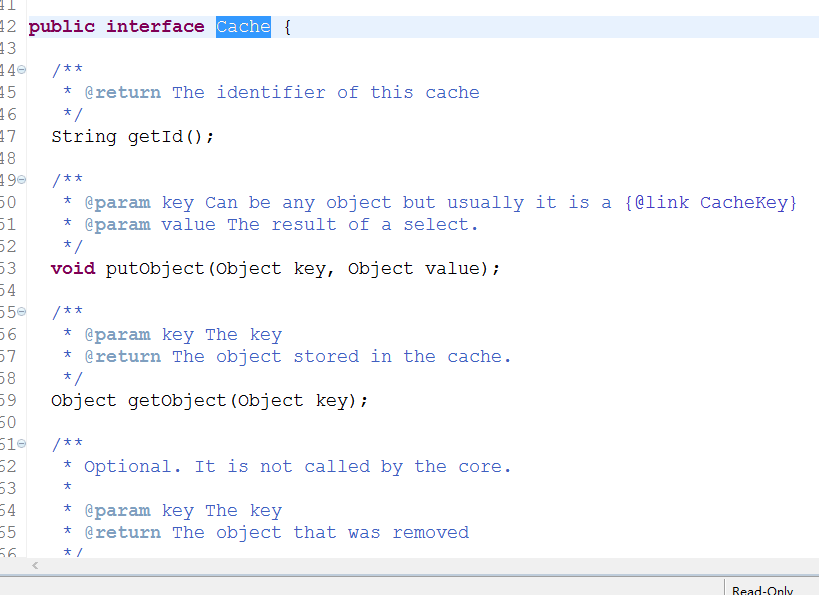 41
42 public interface Cache {
43
44 /**
45 * @return The identifier of this cache
46 */
47 String getId();
48
49 /**
50 * @param key Can be any object but usually it is a {@link CacheKey}
51 * @param value The result of a select.
52 */
53 void putObject(Object key, Object value);
54
55 /**
56 * @param key The key
57 * @return The object stored in the cache.
58 */
59 Object getObject(Object key);
60
61 /**
62 * Optional. It is not called by the core.
63 *
64 * @param key The key
65 * @return The object that was removed
66 */
Read-Only